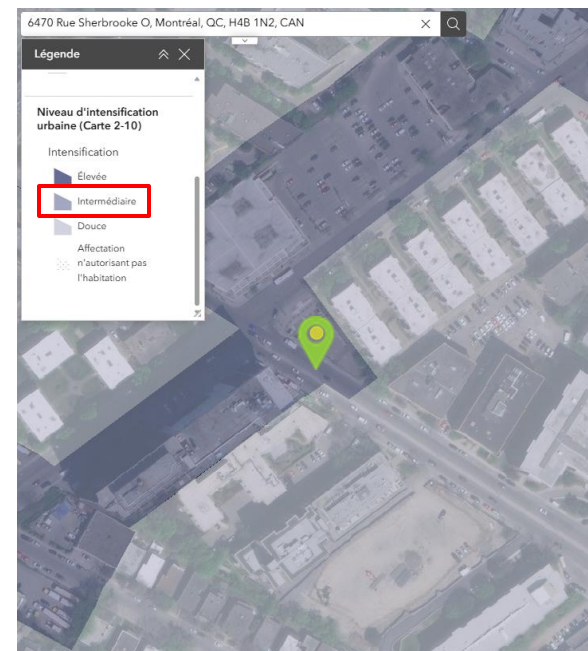 6470 Rue Sherbrooke O, Montréal, QC, H4B 1N2, CAN
Légende
Niveau d'intensification
urbaine (Carte 2-10)
Intensification
Élevée
Intermédiaire
Douce
Affectation
n'autorisant pas
l'habitation